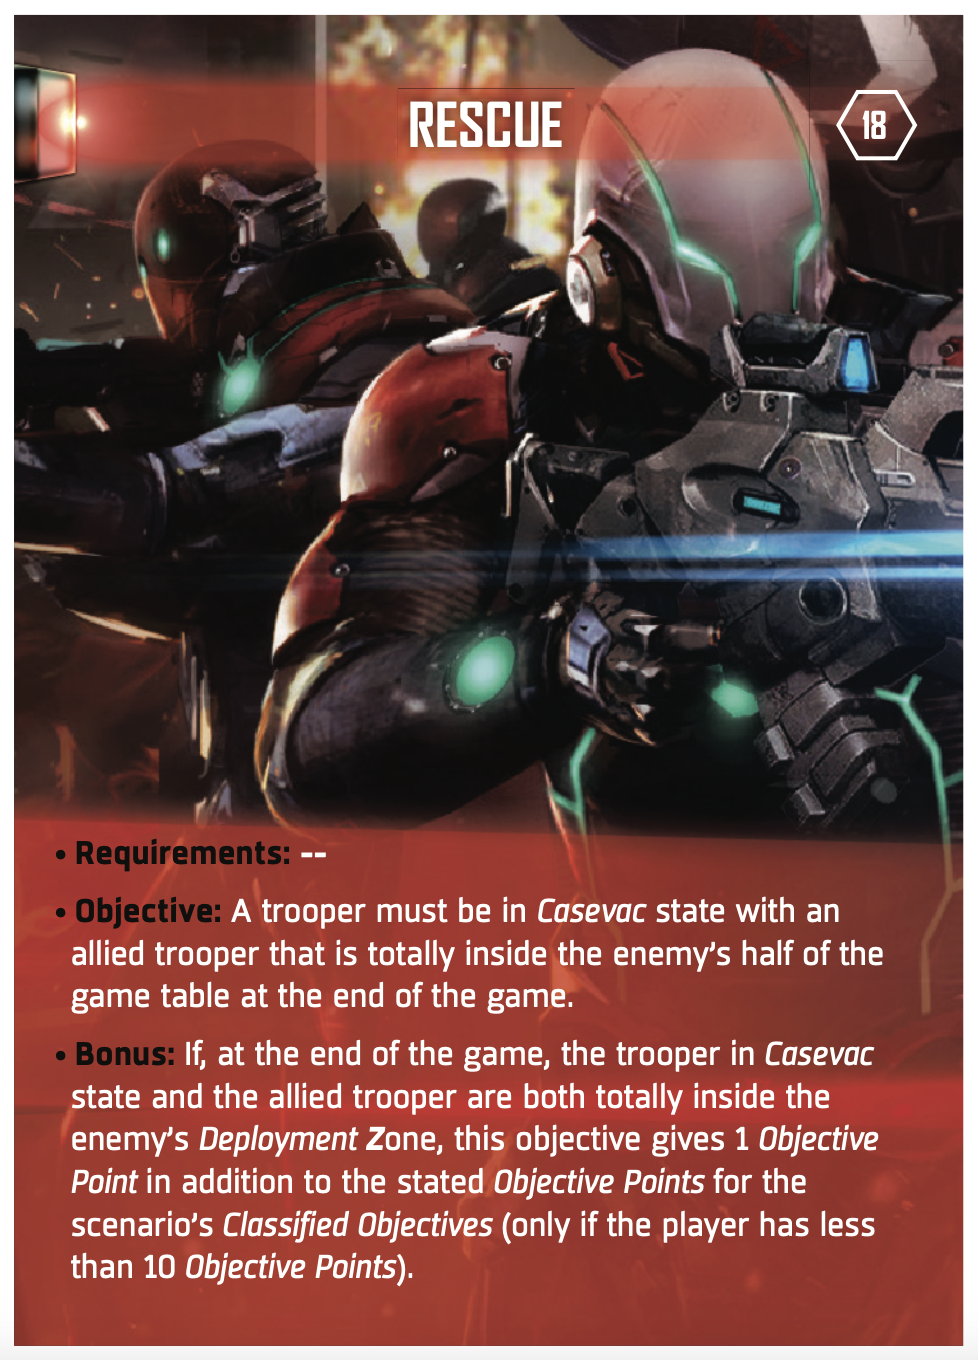 RESCUE
18
• Requirements: --
• Objective: A trooper must be in Casevac state with an
allied trooper that is totally inside the enemy’s half of the
game table at the end of the game.
• Bonus: If, at the end of the game, the trooper in Casevac
state and the allied trooper are both totally inside the
enemy’s Deployment Zone, this objective gives 1 Objective
Point in addition to the stated Objective Points for the
scenario’s Classified Objectives (only if the player has less
than 10 Objective Points).